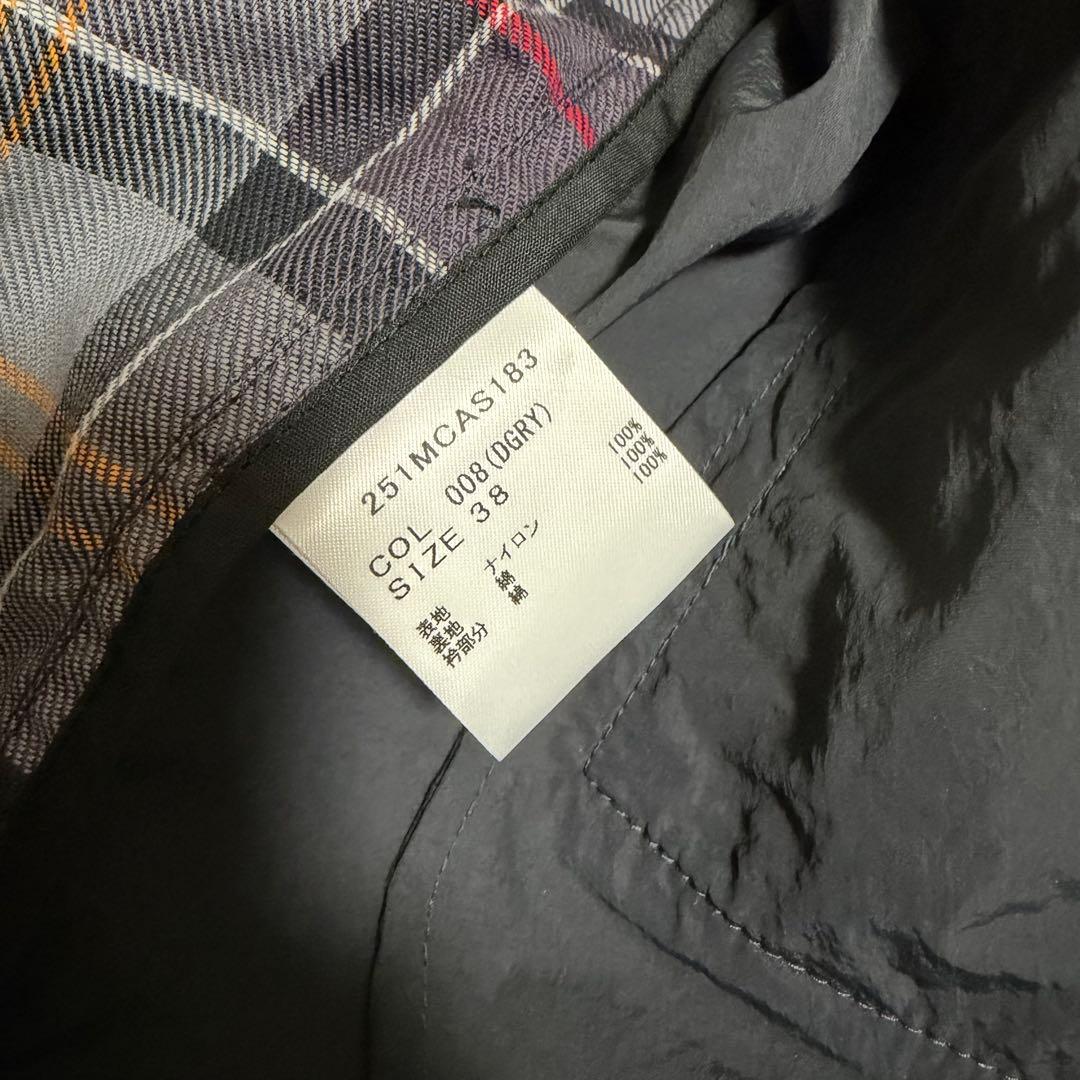 251MCAS183
COL 008(DGRY)
SIZE 38
表地 ナイロン 100%
裏地 綿 100%
衿部分 綿 100%